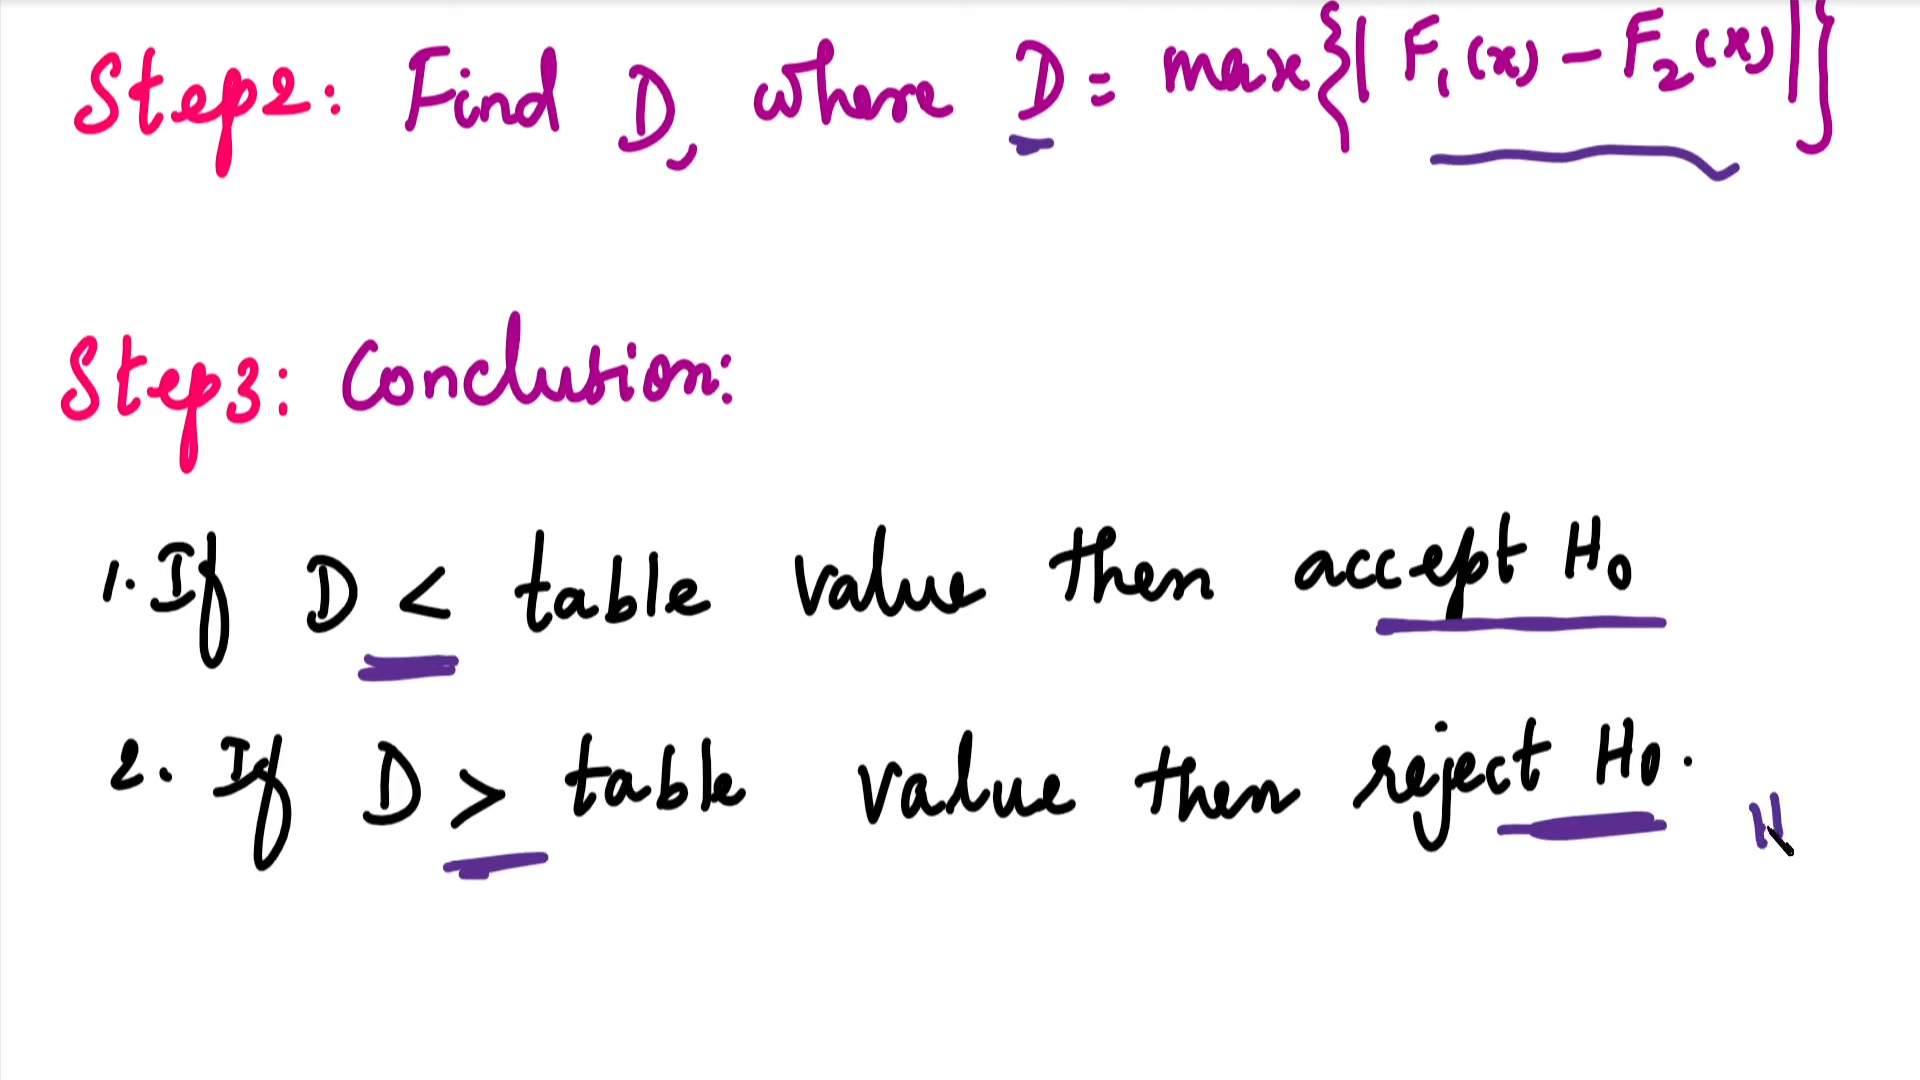 Step2: Find D, where D = max{| F₁(x) - F₂(x)|}
Step3: Conclusion:
1. If D < table value then accept H₀
2. If D > table value then reject H₀.
H